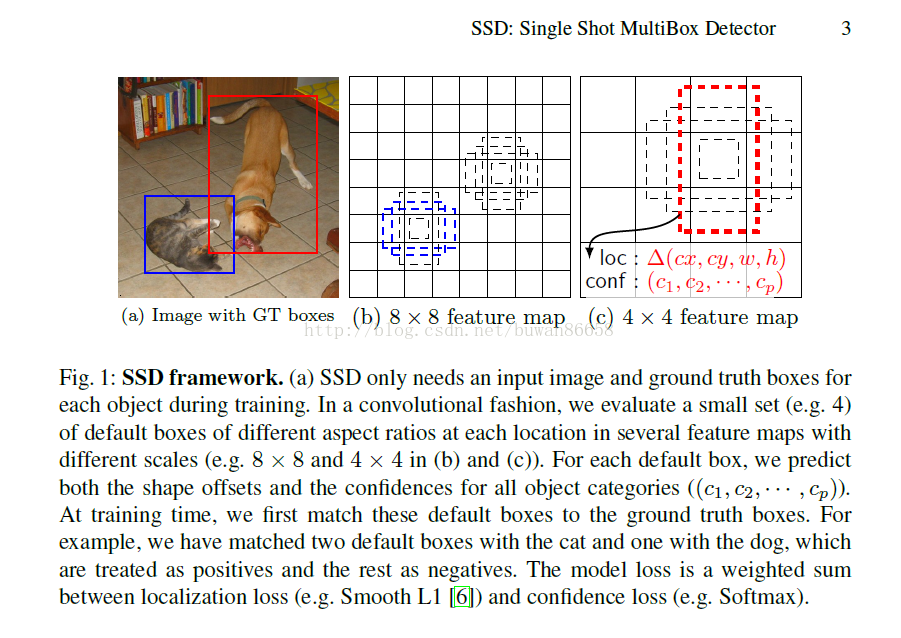 SSD: Single Shot MultiBox Detector 3
loc : Δ(cx, cy, w, h)
conf : (c₁, c₂, ⋯ , cₚ)
(a) Image with GT boxes (b) 8 × 8 feature map (c) 4 × 4 feature map
http://blog.csdn.net/buwan86658
Fig. 1: SSD framework. (a) SSD only needs an input image and ground truth boxes for
each object during training. In a convolutional fashion, we evaluate a small set (e.g. 4)
of default boxes of different aspect ratios at each location in several feature maps with
different scales (e.g. 8 × 8 and 4 × 4 in (b) and (c)). For each default box, we predict
both the shape offsets and the confidences for all object categories ((c₁, c₂, ⋯ , cₚ)).
At training time, we first match these default boxes to the ground truth boxes. For
example, we have matched two default boxes with the cat and one with the dog, which
are treated as positives and the rest as negatives. The model loss is a weighted sum
between localization loss (e.g. Smooth L1 [6]) and confidence loss (e.g. Softmax).